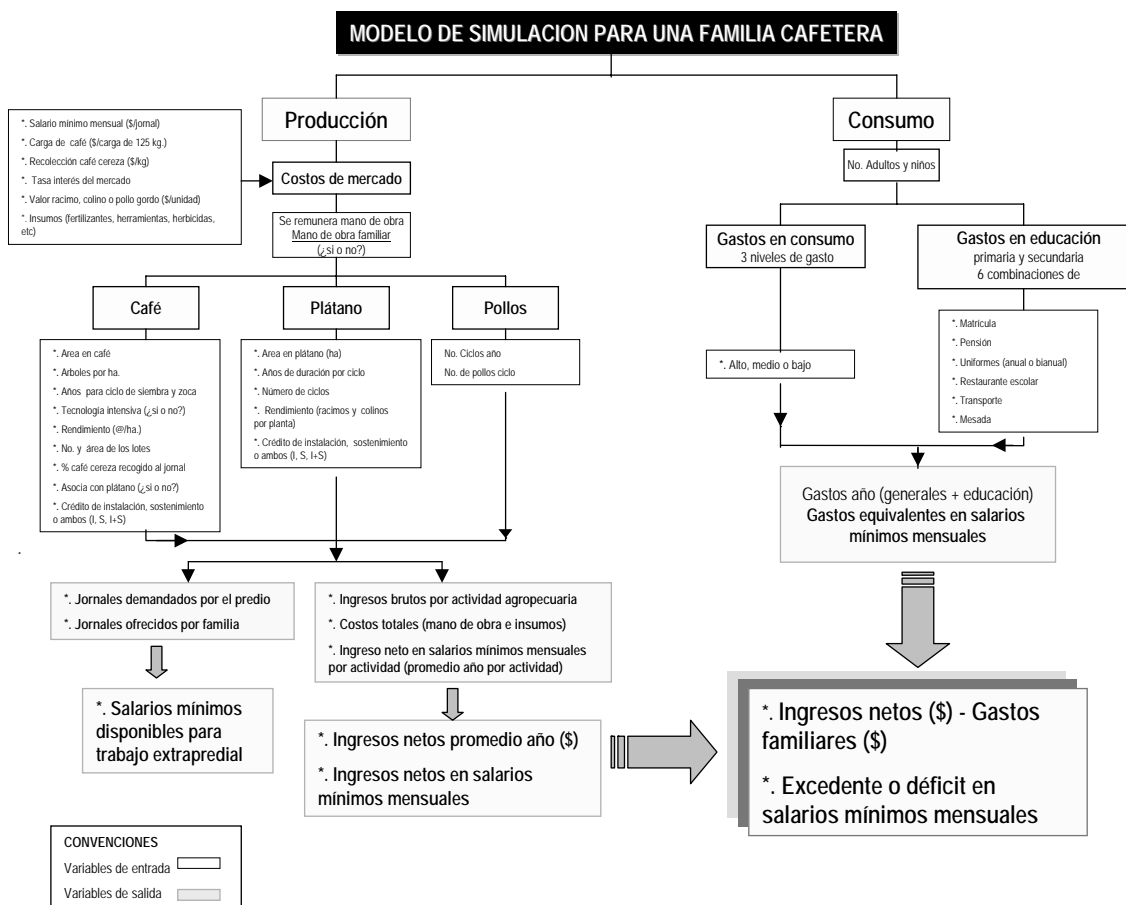 MODELO DE SIMULACION PARA UNA FAMILIA CAFETERA
*. Salario mínimo mensual ($/jornal)
*. Carga de café ($/carga de 125 kg.)
*. Recolección café cereza ($/kg)
*. Tasa interés del mercado
*. Valor racimo, colino o pollo gordo ($/unidad)
*. Insumos (fertilizantes, herramientas, herbicidas,
etc)
Producción
Costos de mercado
Se remunera mano de obra
Mano de obra familiar
(¿si o no?)
Café
*. Area en café
*. Arboles por ha.
*. Años para ciclo de siembra y zoca
*. Tecnología intensiva (¿si o no?)
*. Rendimiento (@/ha.)
*. No. y área de los lotes
*. % café cereza recogido al jornal
*. Asocia con plátano (¿si o no?)
*. Crédito de instalación, sostenimiento
o ambos (I, S, I+S)
Plátano
*. Area en plátano (ha)
*. Años de duración por ciclo
*. Número de ciclos
*. Rendimiento (racimos y colinos
por planta)
*. Crédito de instalación, sostenimiento
o ambos (I, S, I+S)
Pollos
No. Ciclos año
No. de pollos ciclo
Consumo
No. Adultos y niños
Gastos en consumo
3 niveles de gasto
*. Alto, medio o bajo
Gastos en educación
primaria y secundaria
6 combinaciones de
*. Matrícula
*. Pensión
*. Uniformes (anual o bianual)
*. Restaurante escolar
*. Transporte
*. Mesada
Gastos año (generales + educación)
Gastos equivalentes en salarios
mínimos mensuales
*. Jornales demandados por el predio
*. Jornales ofrecidos por familia
*. Salarios mínimos
disponibles para
trabajo extrapredial
*. Ingresos brutos por actividad agropecuaria
*. Costos totales (mano de obra e insumos)
*. Ingreso neto en salarios mínimos mensuales
por actividad (promedio año por actividad)
*. Ingresos netos promedio año ($)
*. Ingresos netos en salarios
mínimos mensuales
*. Ingresos netos ($) - Gastos
familiares ($)
*. Excedente o déficit en
salarios mínimos mensuales
CONVENCIONES
Variables de entrada
Variables de salida